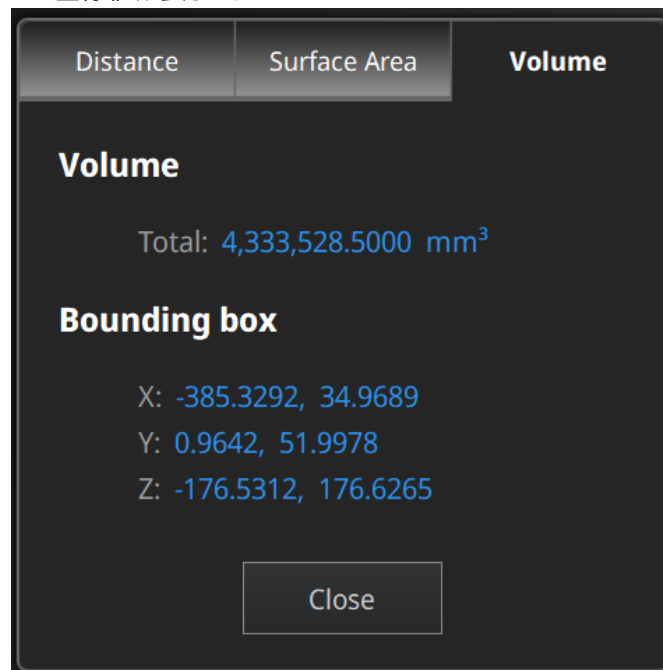 Distance Surface Area Volume
Volume
Total: 4,333,528.5000 mm³
Bounding box
X: -385.3292, 34.9689
Y: 0.9642, 51.9978
Z: -176.5312, 176.6265
Close